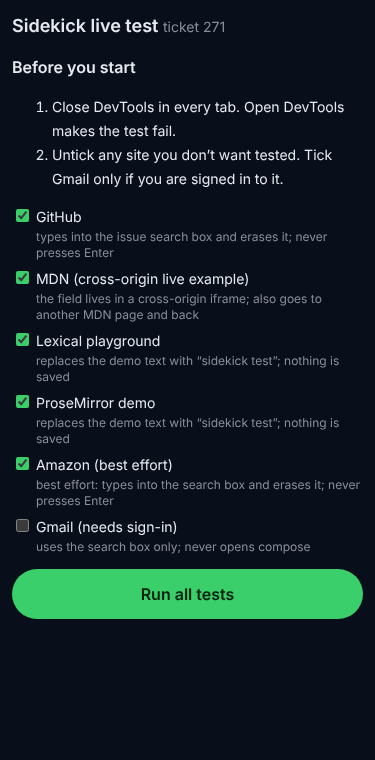 Sidekick live test ticket 271
Before you start
1. Close DevTools in every tab. Open DevTools
makes the test fail.
2. Untick any site you don’t want tested. Tick
Gmail only if you are signed in to it.
GitHub
types into the issue search box and erases it; never
presses Enter
MDN (cross-origin live example)
the field lives in a cross-origin iframe; also goes to
another MDN page and back
Lexical playground
replaces the demo text with “sidekick test”; nothing is
saved
ProseMirror demo
replaces the demo text with “sidekick test”; nothing is
saved
Amazon (best effort)
best effort: types into the search box and erases it; never
presses Enter
Gmail (needs sign-in)
uses the search box only; never opens compose
Run all tests